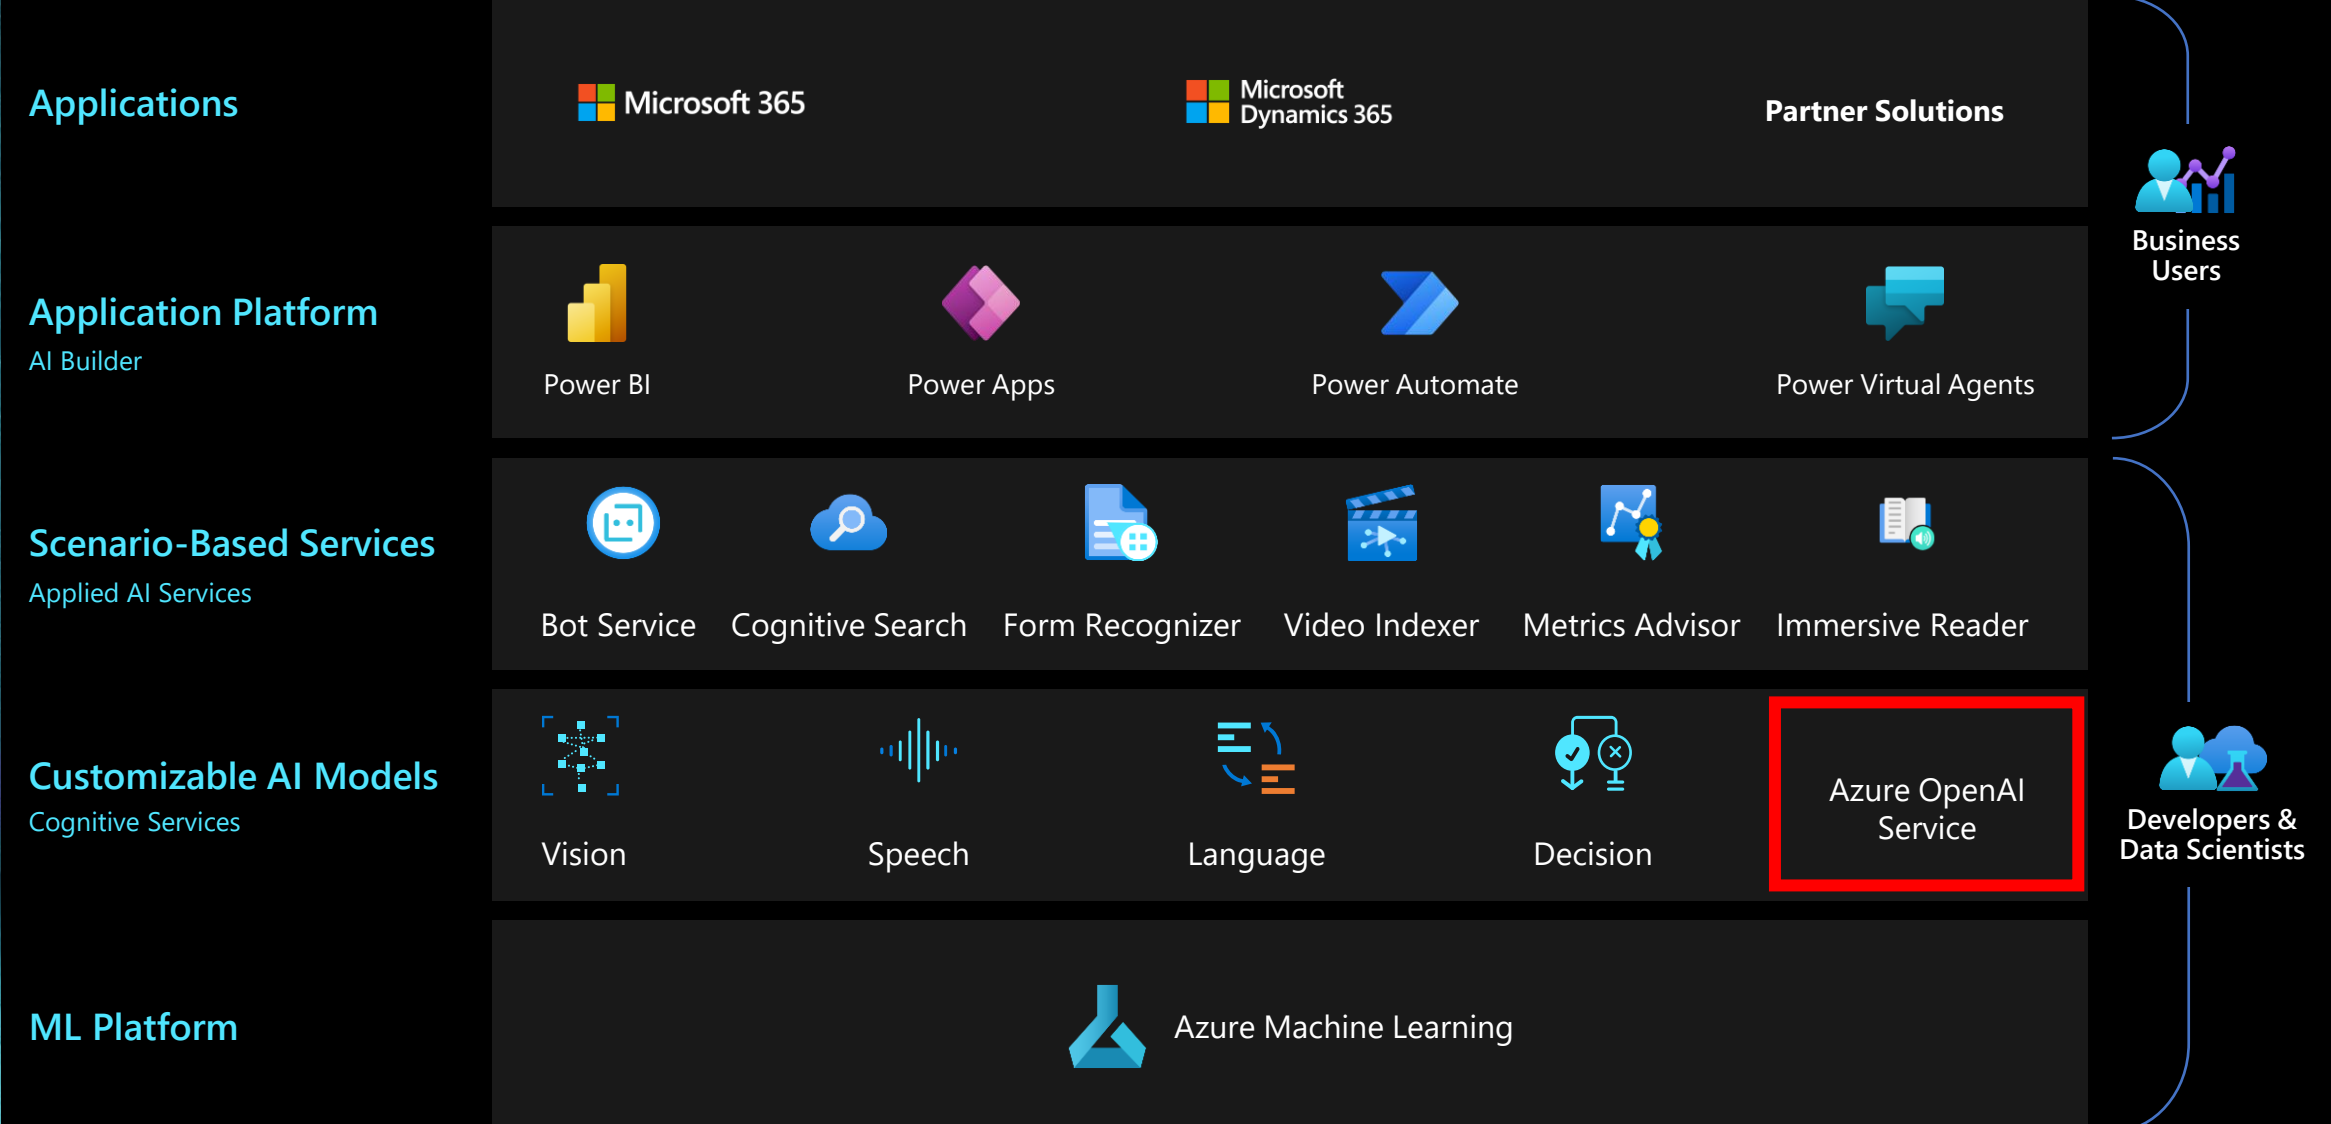 Applications
Microsoft 365
Microsoft
Dynamics 365
Partner Solutions
Business
Users
Application Platform
AI Builder
Power BI
Power Apps
Power Automate
Power Virtual Agents
Scenario-Based Services
Applied AI Services
Bot Service
Cognitive Search
Form Recognizer
Video Indexer
Metrics Advisor
Immersive Reader
Customizable AI Models
Cognitive Services
Vision
Speech
Language
Decision
Azure OpenAI
Service
Developers &
Data Scientists
ML Platform
Azure Machine Learning